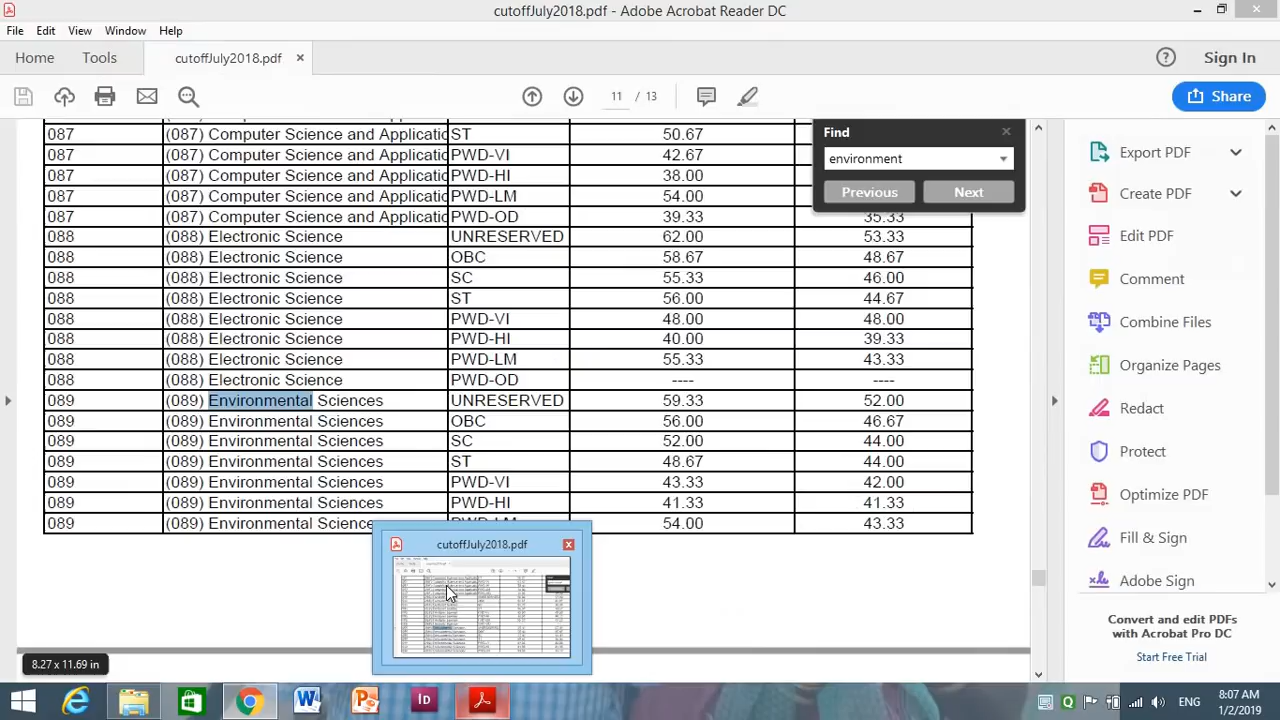 cutoffJuly2018.pdf - Adobe Acrobat Reader DC
File Edit View Window Help
Home Tools cutoffJuly2018.pdf × ? Sign In
11 / 13 Share
087 (087) Computer Science and Applicatic ST 50.67
087 (087) Computer Science and Applicatic PWD-VI 42.67
087 (087) Computer Science and Applicatic PWD-HI 38.00
087 (087) Computer Science and Applicatic PWD-LM 54.00
087 (087) Computer Science and Applicatic PWD-OD 39.33 35.33
088 (088) Electronic Science UNRESERVED 62.00 53.33
088 (088) Electronic Science OBC 58.67 48.67
088 (088) Electronic Science SC 55.33 46.00
088 (088) Electronic Science ST 56.00 44.67
088 (088) Electronic Science PWD-VI 48.00 48.00
088 (088) Electronic Science PWD-HI 40.00 39.33
088 (088) Electronic Science PWD-LM 55.33 43.33
088 (088) Electronic Science PWD-OD ---- ----
089 (089) Environmental Sciences UNRESERVED 59.33 52.00
089 (089) Environmental Sciences OBC 56.00 46.67
089 (089) Environmental Sciences SC 52.00 44.00
089 (089) Environmental Sciences ST 48.67 44.00
089 (089) Environmental Sciences PWD-VI 43.33 42.00
089 (089) Environmental Sciences PWD-HI 41.33 41.33
089 (089) Environmental Science PWD-LM 54.00 43.33
Find
environment
Previous Next
Export PDF
Create PDF
Edit PDF
Comment
Combine Files
Organize Pages
Redact
Protect
Optimize PDF
Fill & Sign
Adobe Sign
Convert and edit PDFs
with Acrobat Pro DC
Start Free Trial
cutoffJuly2018.pdf
8.27 x 11.69 in
Id
ENG
8:07 AM
1/2/2019